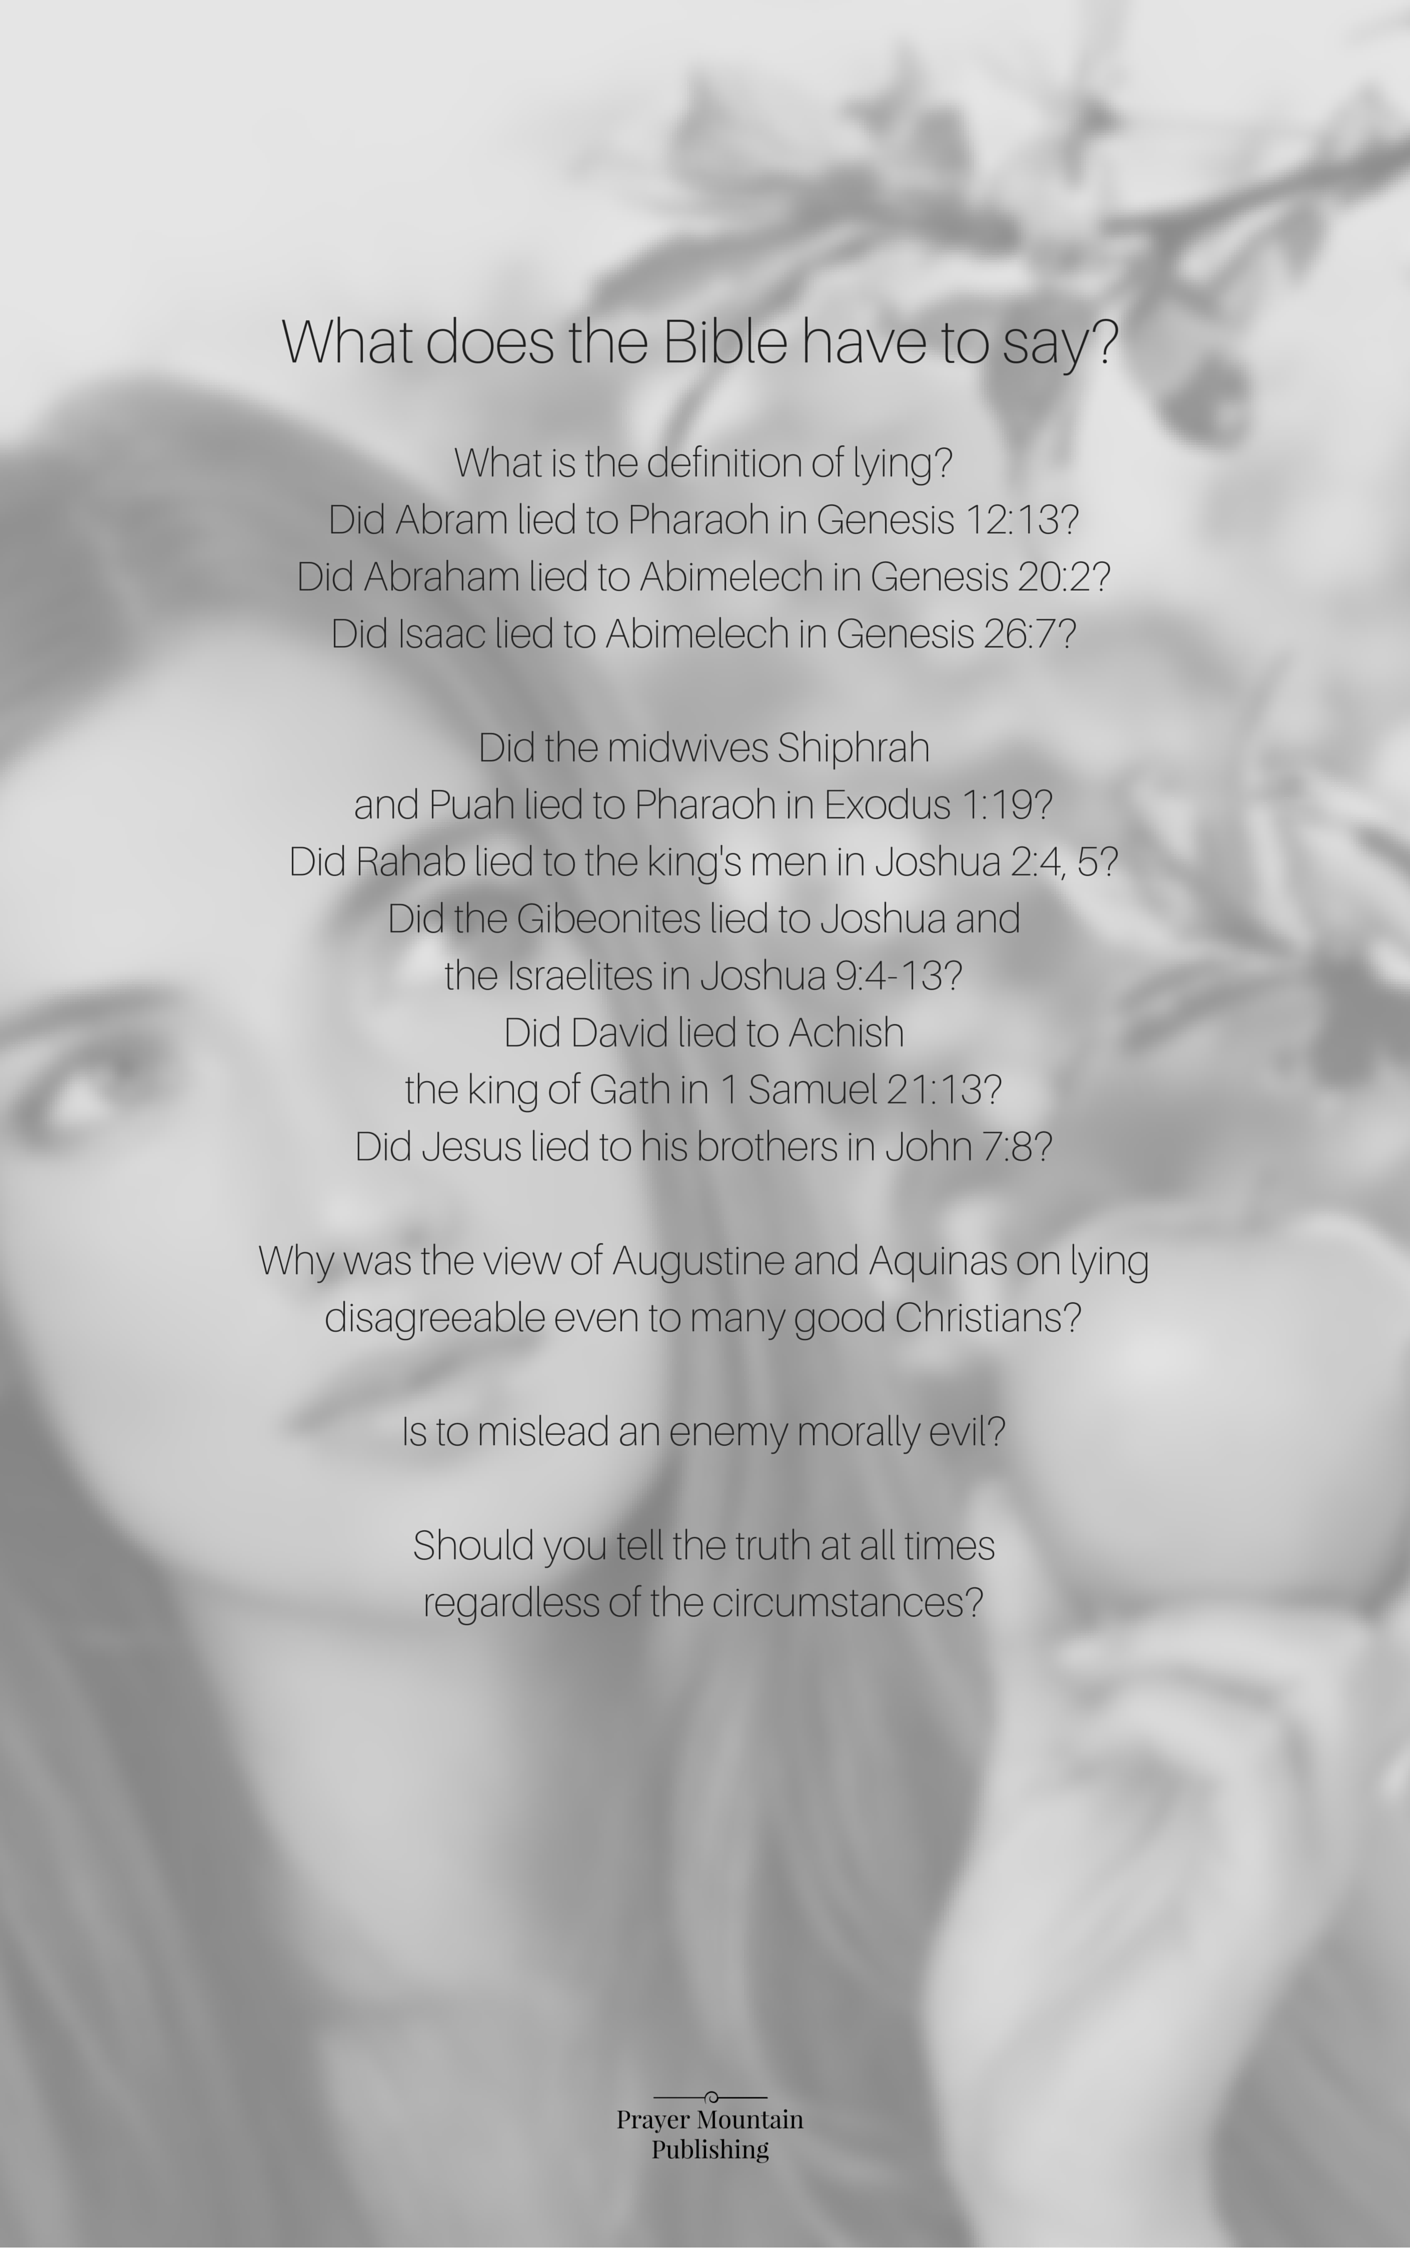 What does the Bible have to say?
What is the definition of lying?
Did Abram lied to Pharaoh in Genesis 12:13?
Did Abraham lied to Abimelech in Genesis 20:2?
Did Isaac lied to Abimelech in Genesis 26:7?
Did the midwives Shiphrah
and Puah lied to Pharaoh in Exodus 1:19?
Did Rahab lied to the king's men in Joshua 2:4, 5?
Did the Gibeonites lied to Joshua and
the Israelites in Joshua 9:4-13?
Did David lied to Achish
the king of Gath in 1 Samuel 21:13?
Did Jesus lied to his brothers in John 7:8?
Why was the view of Augustine and Aquinas on lying
disagreeable even to many good Christians?
Is to mislead an enemy morally evil?
Should you tell the truth at all times
regardless of the circumstances?
Prayer Mountain
Publishing